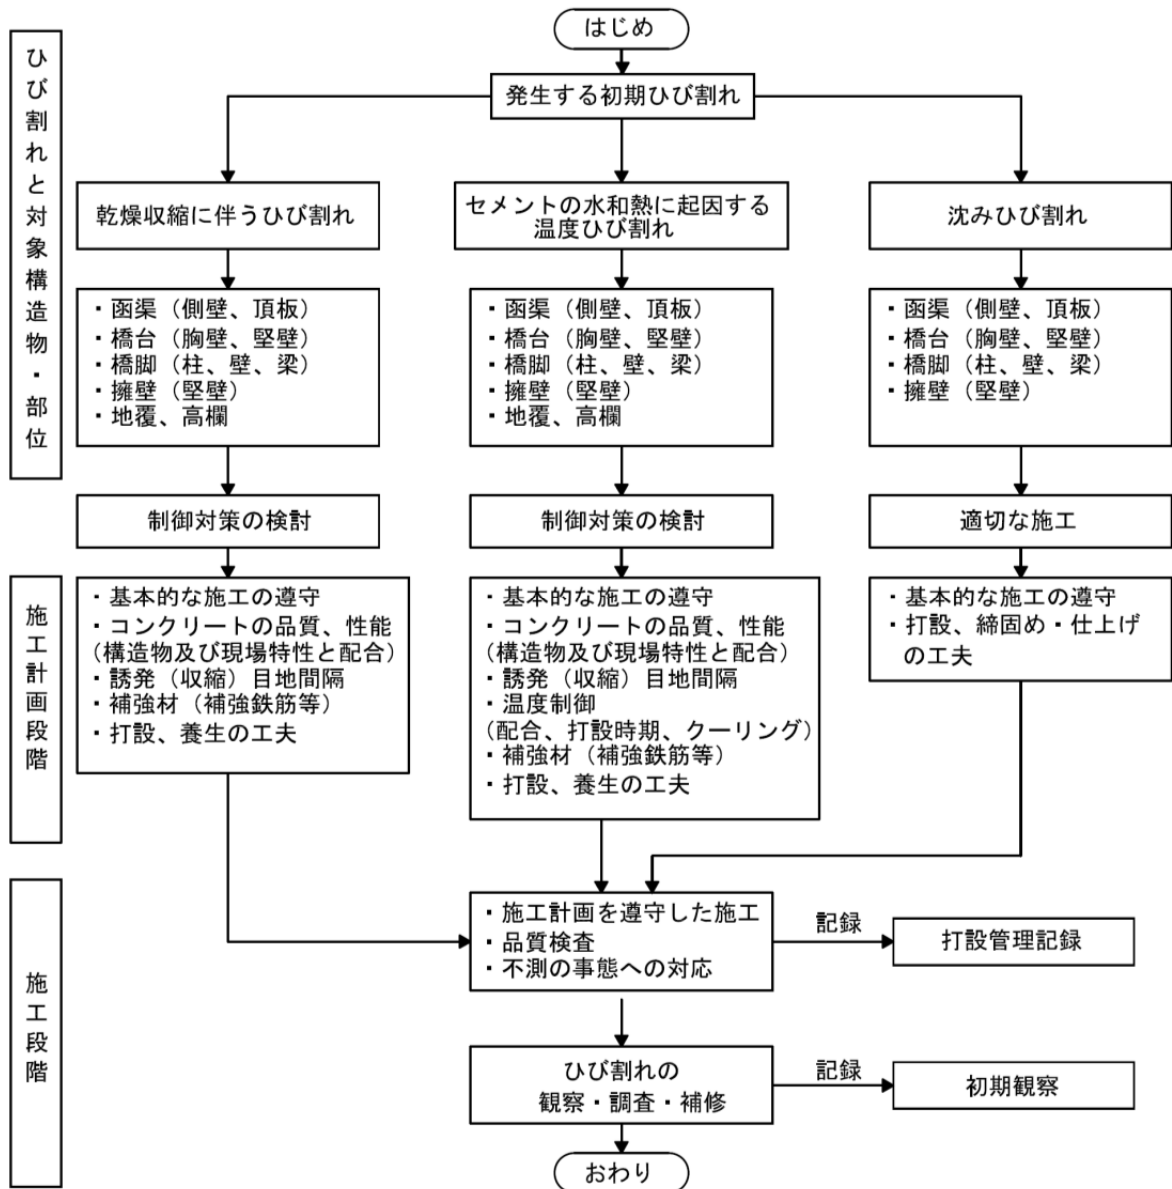 はじめ
ひび割れと対象構造物・部位
発生する初期ひび割れ
乾燥収縮に伴うひび割れ
・函渠（側壁、頂板）
・橋台（胸壁、堅壁）
・橋脚（柱、壁、梁）
・擁壁（堅壁）
・地覆、高欄
制御対策の検討
セメントの水和熱に起因する
温度ひび割れ
・函渠（側壁、頂板）
・橋台（胸壁、堅壁）
・橋脚（柱、壁、梁）
・擁壁（堅壁）
・地覆、高欄
制御対策の検討
沈みひび割れ
・函渠（側壁、頂板）
・橋台（胸壁、堅壁）
・橋脚（柱、壁、梁）
・擁壁（堅壁）
適切な施工
施工計画段階
・基本的な施工の遵守
・コンクリートの品質、性能
（構造物及び現場特性と配合）
・誘発（収縮）目地間隔
・補強材（補強鉄筋等）
・打設、養生の工夫
・基本的な施工の遵守
・コンクリートの品質、性能
（構造物及び現場特性と配合）
・誘発（収縮）目地間隔
・温度制御
（配合、打設時期、クーリング）
・補強材（補強鉄筋等）
・打設、養生の工夫
・基本的な施工の遵守
・打設、締固め・仕上げ
の工夫
施工段階
・施工計画を遵守した施工
・品質検査
・不測の事態への対応
記録
打設管理記録
ひび割れの
観察・調査・補修
記録
初期観察
おわり